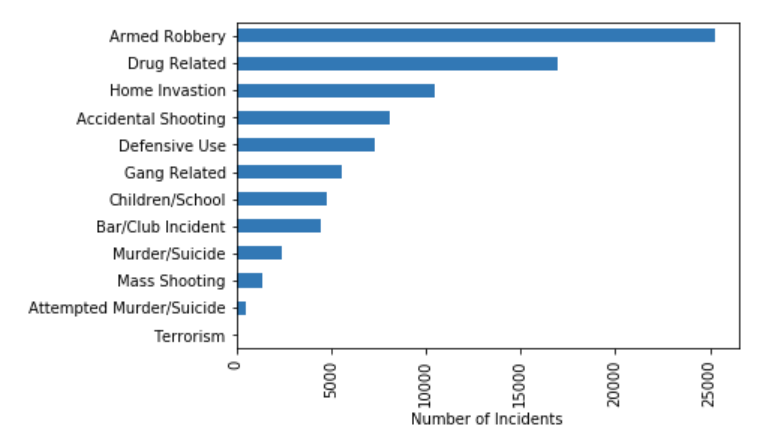 Armed Robbery
Drug Related
Home Invastion
Accidental Shooting
Defensive Use
Gang Related
Children/School
Bar/Club Incident
Murder/Suicide
Mass Shooting
Attempted Murder/Suicide
Terrorism
0
5000
10000
15000
20000
25000
Number of Incidents